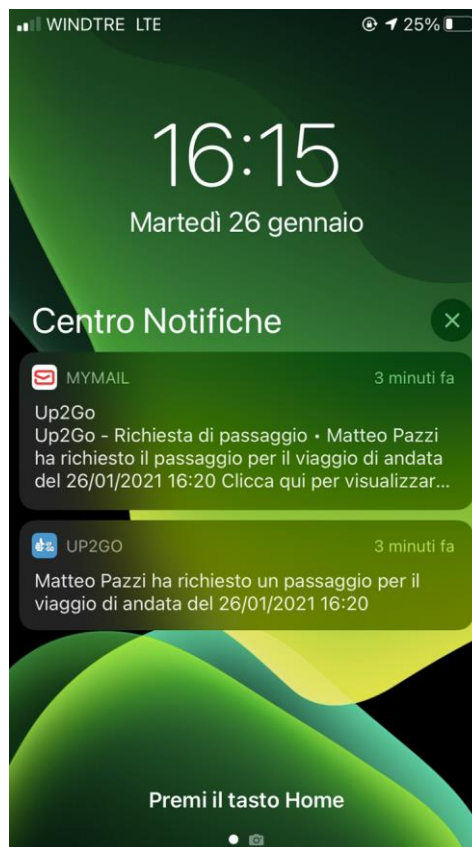 WINDTRE LTE 25%
16:15
Martedì 26 gennaio
Centro Notifiche
MYMAIL 3 minuti fa
Up2Go
Up2Go - Richiesta di passaggio • Matteo Pazzi
ha richiesto il passaggio per il viaggio di andata
del 26/01/2021 16:20 Clicca qui per visualizzar...
UP2GO 3 minuti fa
Matteo Pazzi ha richiesto un passaggio per il
viaggio di andata del 26/01/2021 16:20
Premi il tasto Home